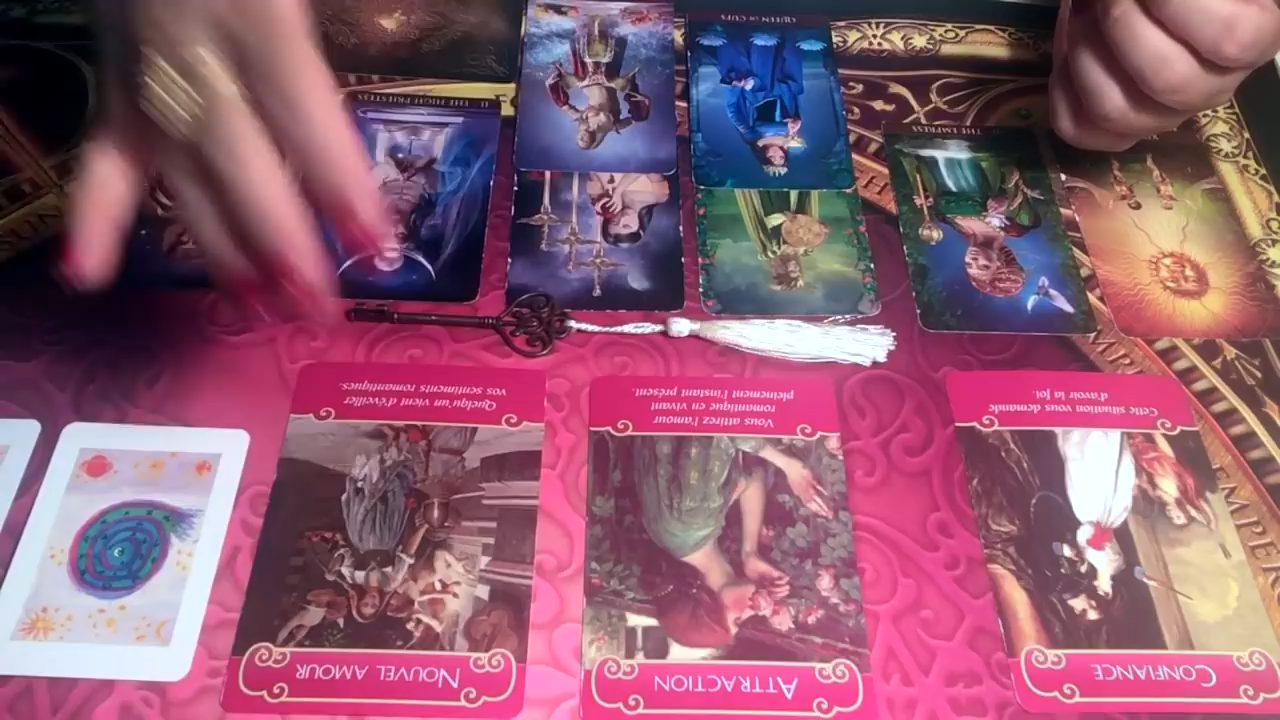 II · THE HIGH PRIESTESS
QUEEN OF CUPS
THE EMPRESS
SUN
Quelqu'un vient d'éveiller
vos sentiments romantiques.
NOUVEL AMOUR
Vous attirez l'amour
romantique en vivant
pleinement l'instant présent.
ATTRACTION
Cette situation vous demande
d'avoir la foi.
CONFIANCE